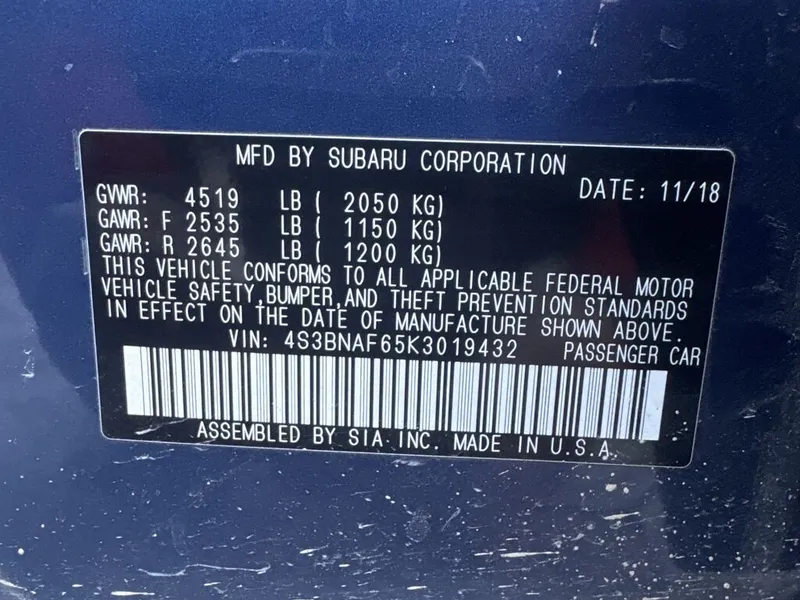 MFD BY SUBARU CORPORATION
DATE: 11/18
GVWR: 4519 LB ( 2050 KG)
GAWR: F 2535 LB ( 1150 KG)
GAWR: R 2645 LB ( 1200 KG)
THIS VEHICLE CONFORMS TO ALL APPLICABLE FEDERAL MOTOR
VEHICLE SAFETY,BUMPER,AND THEFT PREVENTION STANDARDS
IN EFFECT ON THE DATE OF MANUFACTURE SHOWN ABOVE.
VIN: 4S3BNAF65K3019432 PASSENGER CAR
ASSEMBLED BY SIA INC. MADE IN U.S.A.